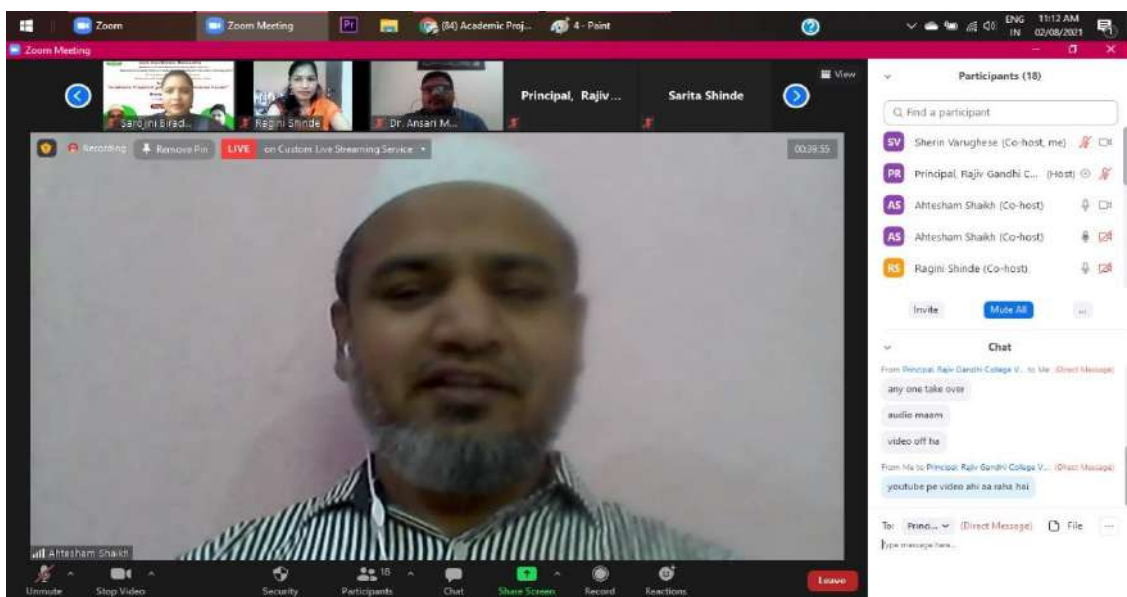 Zoom
Zoom Meeting
Pr
(84) Academic Proj...
4 - Paint
ENG
IN
11:12 AM
02/08/2021
Zoom Meeting
Sarojini Birad...
Ragini Shinde
Dr. Ansari M...
Principal, Rajiv...
Sarita Shinde
View
Recording
Remove Pin
LIVE
on Custom Live Streaming Service
00:39:55
Ahtesham Shaikh
Participants (18)
Find a participant
SV Sherin Varughese (Co-host, me)
PR Principal, Rajiv Gandhi C... (Host)
AS Ahtesham Shaikh (Co-host)
AS Ahtesham Shaikh (Co-host)
RS Ragini Shinde (Co-host)
Invite
Mute All
...
Chat
From Principal, Rajiv Gandhi College V... to Me (Direct Message)
any one take over
audio maam
video off ha
From Me to Principal, Rajiv Gandhi College V... (Direct Message)
youtube pe video ahi aa raha hai
To: Princi... (Direct Message) File ...
Type message here...
Unmute
Stop Video
Security
Participants
18
Chat
Share Screen
Record
Reactions
Leave